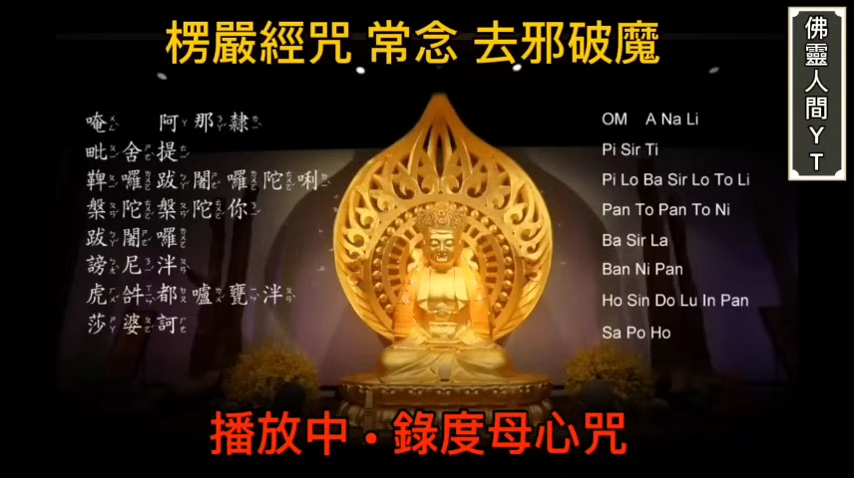 楞嚴經咒 常念 去邪破魔
佛靈人間YT
唵 阿那隸
毗舍提
鞞囉跋闍囉陀唎
槃陀槃陀你
跋闍囉
謗尼泮
虎𤙖都嚧甕泮
莎婆訶
OM A Na Li
Pi Sir Ti
Pi Lo Ba Sir Lo To Li
Pan To Pan To Ni
Ba Sir La
Ban Ni Pan
Ho Sin Do Lu In Pan
Sa Po Ho
播放中・錄度母心咒